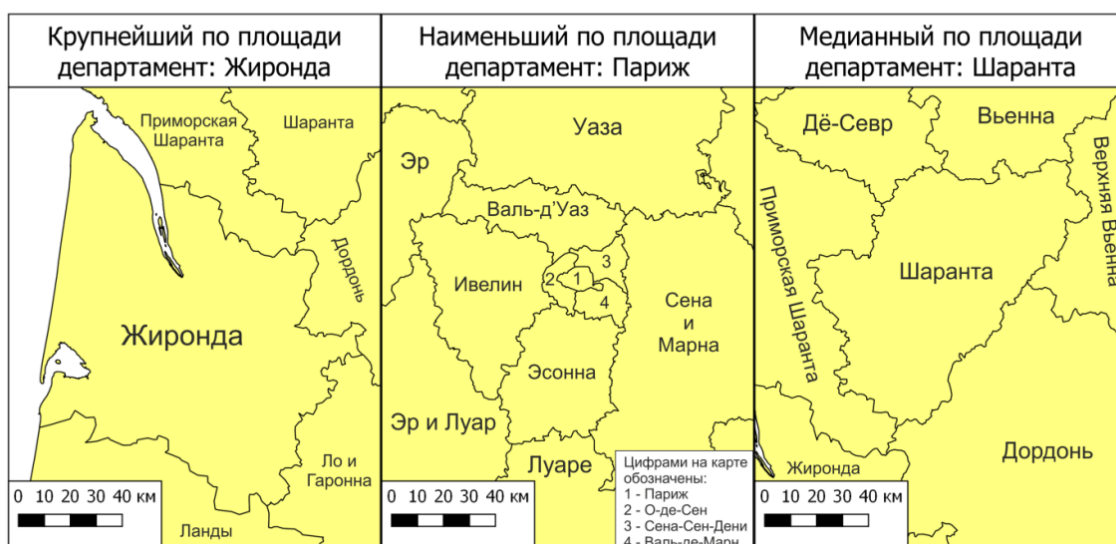 Крупнейший по площади
департамент: Жиронда
Приморская
Шаранта
Шаранта
Дордонь
Жиронда
Ло и
Гаронна
Ланды
0 10 20 30 40 км
Наименьший по площади
департамент: Париж
Уаза
Эр
Валь-д’Уаз
Ивелин
3
2
1
4
Сена
и
Марна
Эсонна
Эр и Луар
Луаре
0 10 20 30 40 км
Цифрами на карте
обозначены:
1 - Париж
2 - О-де-Сен
3 - Сена-Сен-Дени
4 - Валь-де-Марн
Медианный по площади
департамент: Шаранта
Дё-Севр
Вьенна
Верхняя Вьенна
Приморская Шаранта
Шаранта
Дордонь
Жиронда
0 10 20 30 40 км